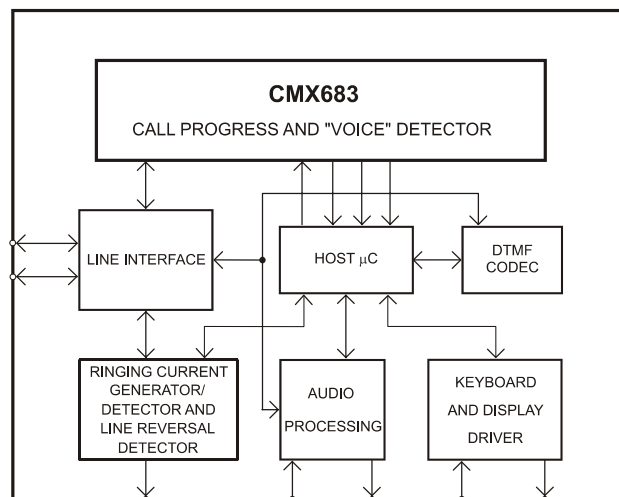 CMX683
CALL PROGRESS AND "VOICE" DETECTOR
LINE INTERFACE
HOST µC
DTMF
CODEC
RINGING CURRENT
GENERATOR/
DETECTOR AND
LINE REVERSAL
DETECTOR
AUDIO
PROCESSING
KEYBOARD
AND DISPLAY
DRIVER